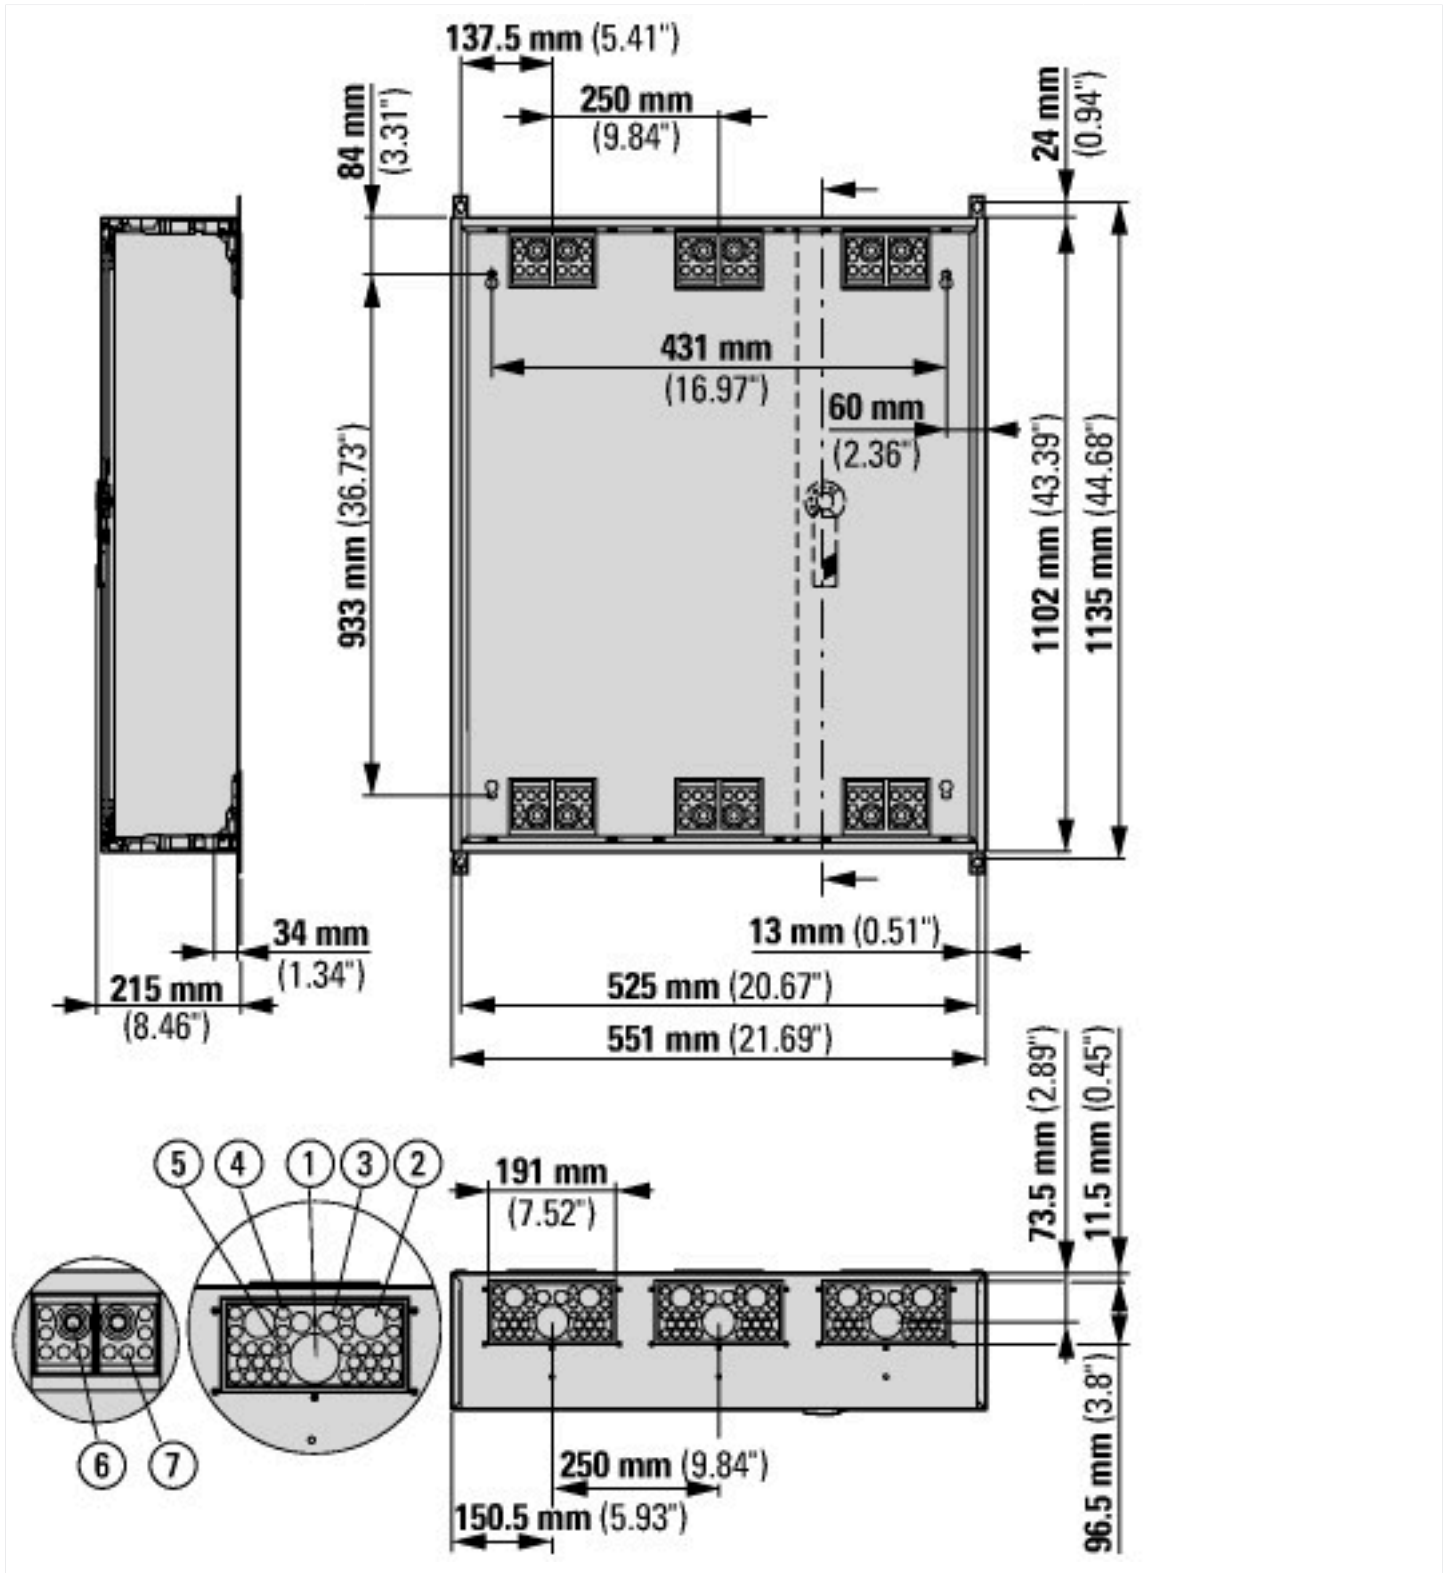 137.5 mm (5.41")
250 mm
(9.84")
84 mm
(3.31")
24 mm
(0.94")
431 mm
(16.97")
60 mm
(2.36")
933 mm (36.73")
1102 mm (43.39")
1135 mm (44.68")
34 mm
(1.34")
215 mm
(8.46")
13 mm (0.51")
525 mm (20.67")
551 mm (21.69")
73.5 mm (2.89")
11.5 mm (0.45")
5 4 1 3 2
191 mm
(7.52")
6 7
250 mm (9.84")
150.5 mm (5.93")
96.5 mm (3.8")